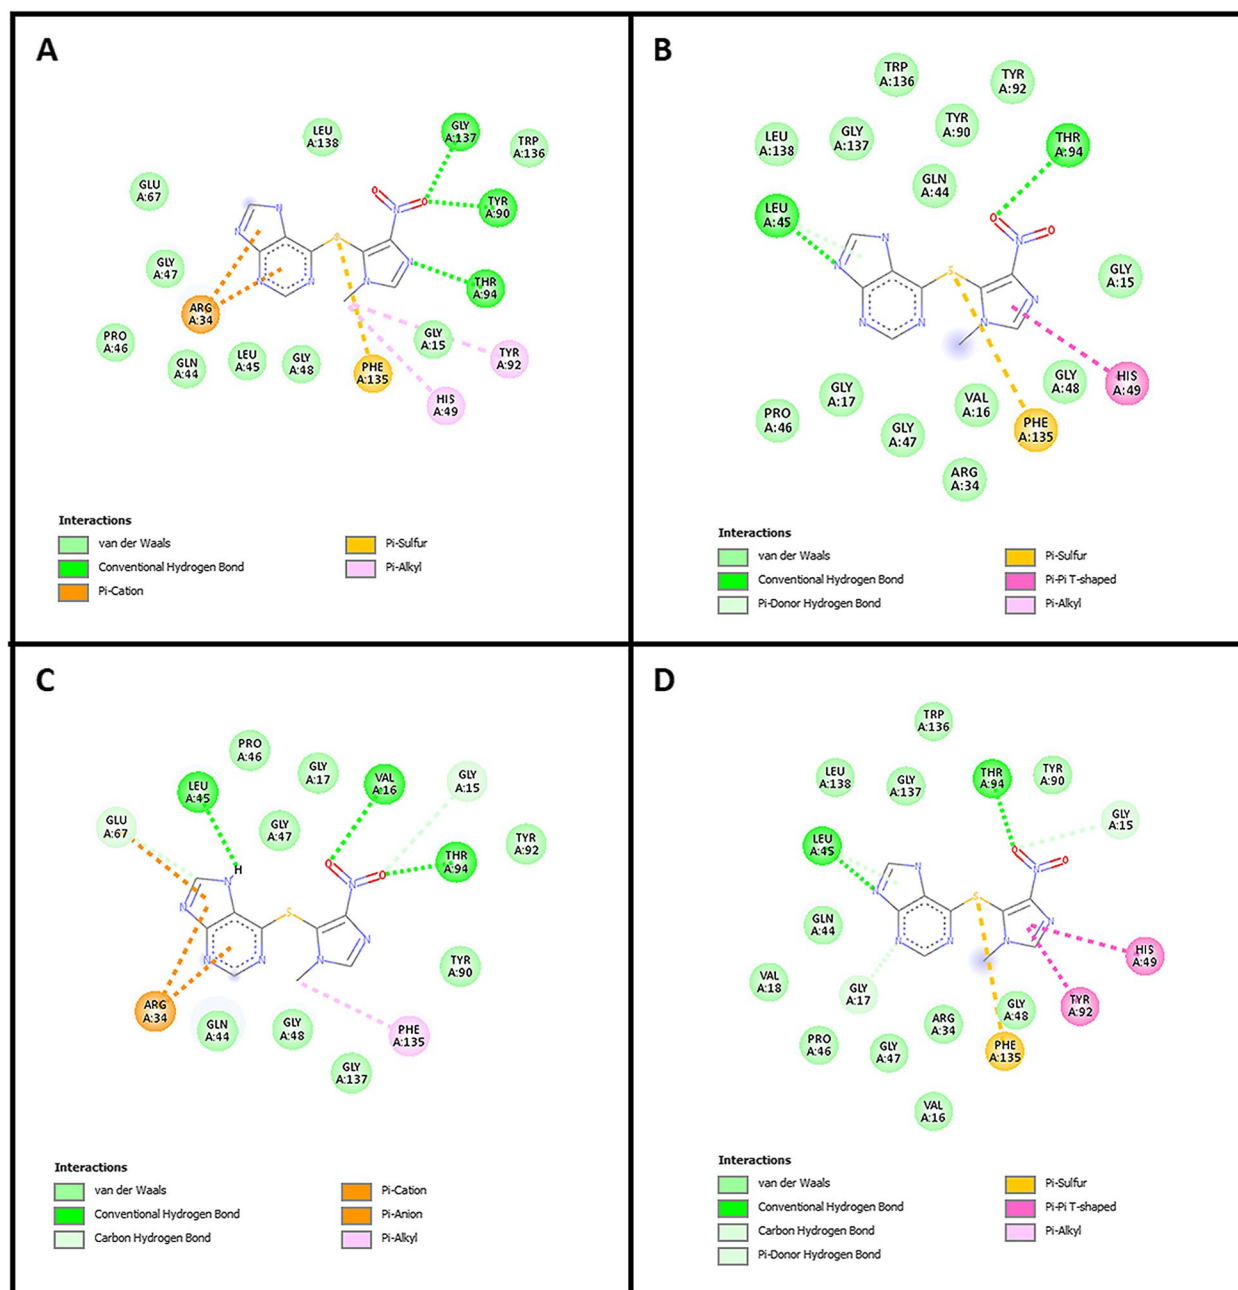 A
LEU
A:138
GLY
A:137
TRP
A:136
GLU
A:67
TYR
A:90
GLY
A:47
ARG
A:34
THR
A:94
PRO
A:46
GLN
A:44
LEU
A:45
GLY
A:48
PHE
A:135
GLY
A:15
TYR
A:92
HIS
A:49
N
N
N
N
S
N
N
N
O
O
Interactions
van der Waals
Conventional Hydrogen Bond
Pi-Cation
Pi-Sulfur
Pi-Alkyl
B
TRP
A:136
TYR
A:92
LEU
A:138
GLY
A:137
TYR
A:90
THR
A:94
GLN
A:44
LEU
A:45
GLY
A:15
GLY
A:17
PRO
A:46
GLY
A:47
VAL
A:16
GLY
A:48
HIS
A:49
PHE
A:135
ARG
A:34
N
N
N
N
S
N
N
N
O
O
Interactions
van der Waals
Conventional Hydrogen Bond
Pi-Donor Hydrogen Bond
Pi-Sulfur
Pi-Pi T-shaped
Pi-Alkyl
C
PRO
A:46
GLY
A:17
VAL
A:16
GLY
A:15
LEU
A:45
GLU
A:67
GLY
A:47
TYR
A:92
THR
A:94
TYR
A:90
ARG
A:34
GLN
A:44
GLY
A:48
PHE
A:135
GLY
A:137
H
N
N
N
N
S
N
N
N
O
O
Interactions
van der Waals
Conventional Hydrogen Bond
Carbon Hydrogen Bond
Pi-Cation
Pi-Anion
Pi-Alkyl
D
TRP
A:136
LEU
A:138
GLY
A:137
THR
A:94
TYR
A:90
GLY
A:15
LEU
A:45
GLN
A:44
VAL
A:18
GLY
A:17
HIS
A:49
TYR
A:92
ARG
A:34
GLY
A:48
PRO
A:46
GLY
A:47
PHE
A:135
VAL
A:16
N
N
N
N
S
N
N
N
O
O
Interactions
van der Waals
Conventional Hydrogen Bond
Carbon Hydrogen Bond
Pi-Donor Hydrogen Bond
Pi-Sulfur
Pi-Pi T-shaped
Pi-Alkyl